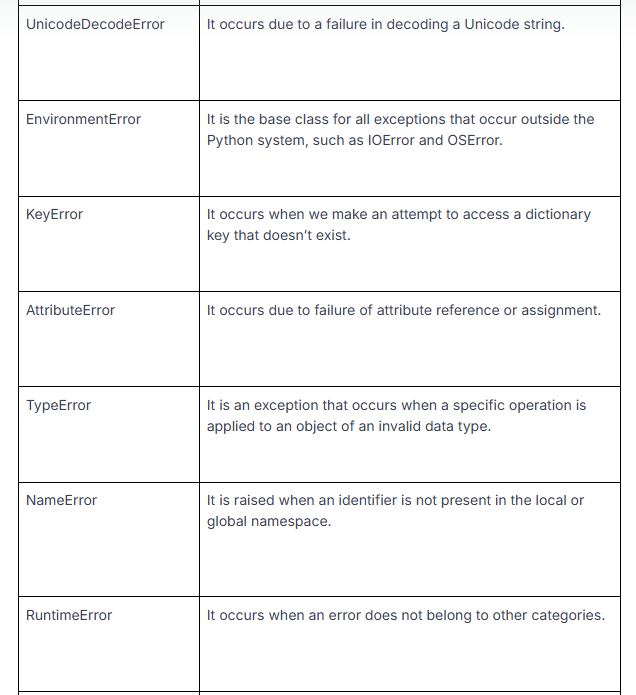 UnicodeDecodeError
It occurs due to a failure in decoding a Unicode string.
EnvironmentError
It is the base class for all exceptions that occur outside the
Python system, such as IOError and OSError.
KeyError
It occurs when we make an attempt to access a dictionary
key that doesn’t exist.
AttributeError
It occurs due to failure of attribute reference or assignment.
TypeError
It is an exception that occurs when a specific operation is
applied to an object of an invalid data type.
NameError
It is raised when an identifier is not present in the local or
global namespace.
RuntimeError
It occurs when an error does not belong to other categories.